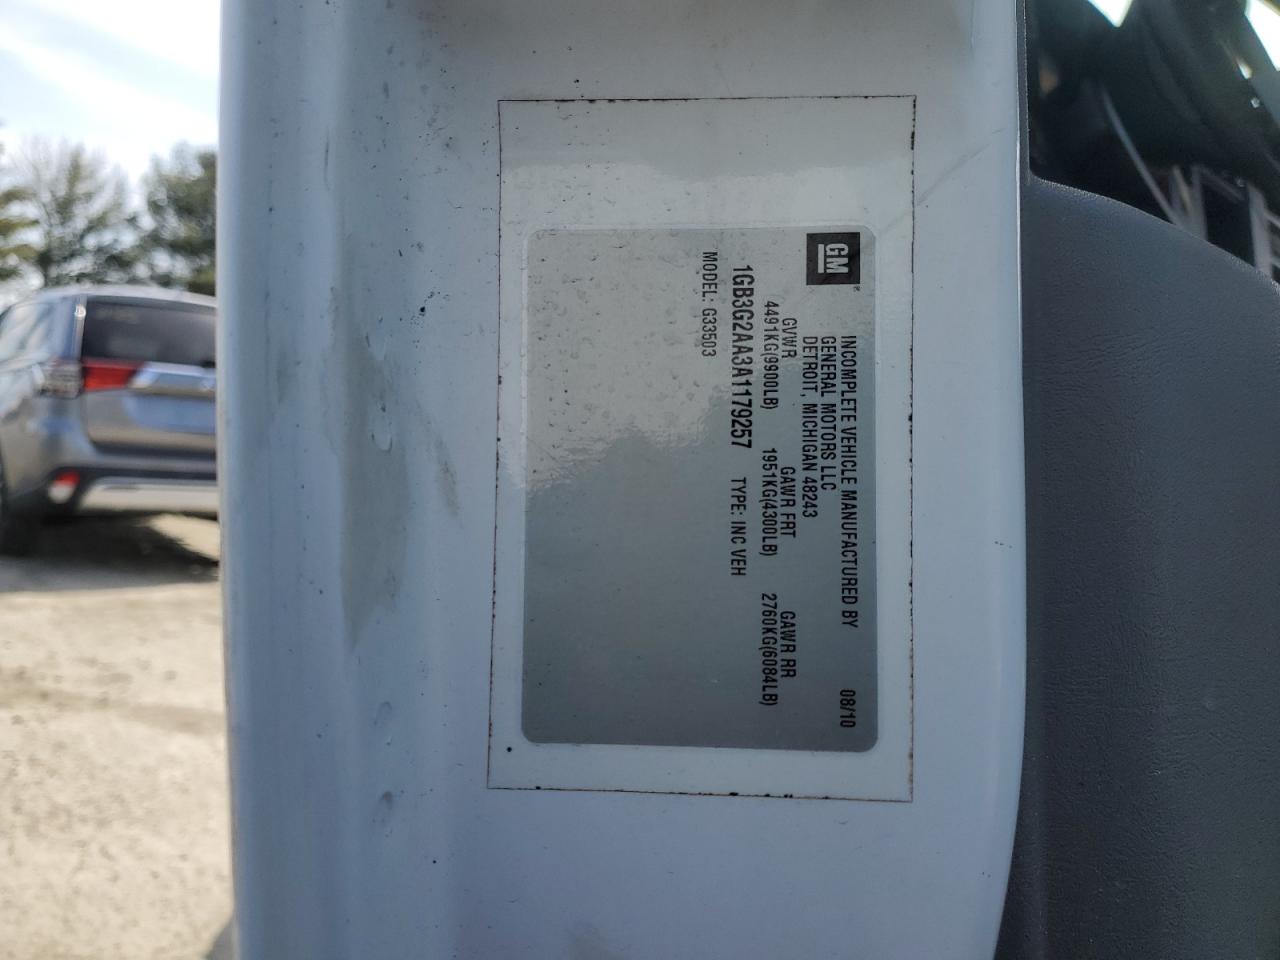 GM®
INCOMPLETE VEHICLE MANUFACTURED BY 08/10
GENERAL MOTORS LLC
DETROIT, MICHIGAN 48243
GVWR GAWR FRT GAWR RR
4491KG(9900LB) 1951KG(4300LB) 2760KG(6084LB)
1GB3G2AA3A1179257 TYPE: INC VEH
MODEL: G33503